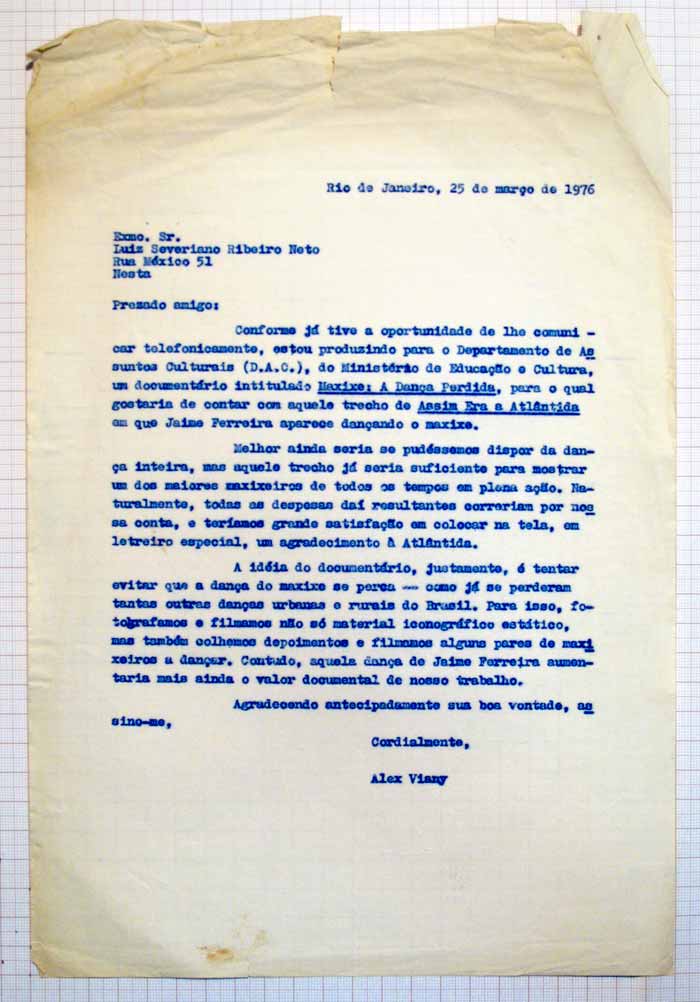 Rio de Janeiro, 25 de março de 1976
Exmo. Sr.
Luiz Severiano Ribeiro Neto
Rua México 51
Nesta
Prezado amigo:
Conforme já tive a oportunidade de lhe comuni -
car telefonicamente, estou produzindo para o Departamento de As
suntos Culturais (D.A.C.), do Ministério de Educação e Cultura,
um documentário intitulado Maxixe: A Dança Perdida, para o qual
gostaria de contar com aquele trecho de Assim Era a Atlântida
em que Jaime Ferreira aparece dançando o maxixe.
Melhor ainda seria se pudéssemos dispor da dan-
ça inteira, mas aquele trecho já seria suficiente para mostrar
um dos maiores maxixeiros de todos os tempos em plena ação. Na-
turalmente, todas as despesas daí resultantes correriam por nos
sa conta, e teríamos grande satisfação em colocar na tela, em
letreiro especial, um agradecimento à Atlântida.
A idéia do documentário, justamente, é tentar
evitar que a dança do maxixe se perca -- como já se perderam
tantas outras danças urbanas e rurais do Brasil. Para isso, fo-
tografamos e filmamos não só material iconográfico estático,
mas também colhemos depoimentos e filmamos alguns pares de maxi
xeiros a dançar. Contudo, aquela dança de Jaime Ferreira aumen-
taria mais ainda o valor documental de nosso trabalho.
Agradecendo antecipadamente sua boa vontade, as
sino-me,
Cordialmente,
Alex Viany